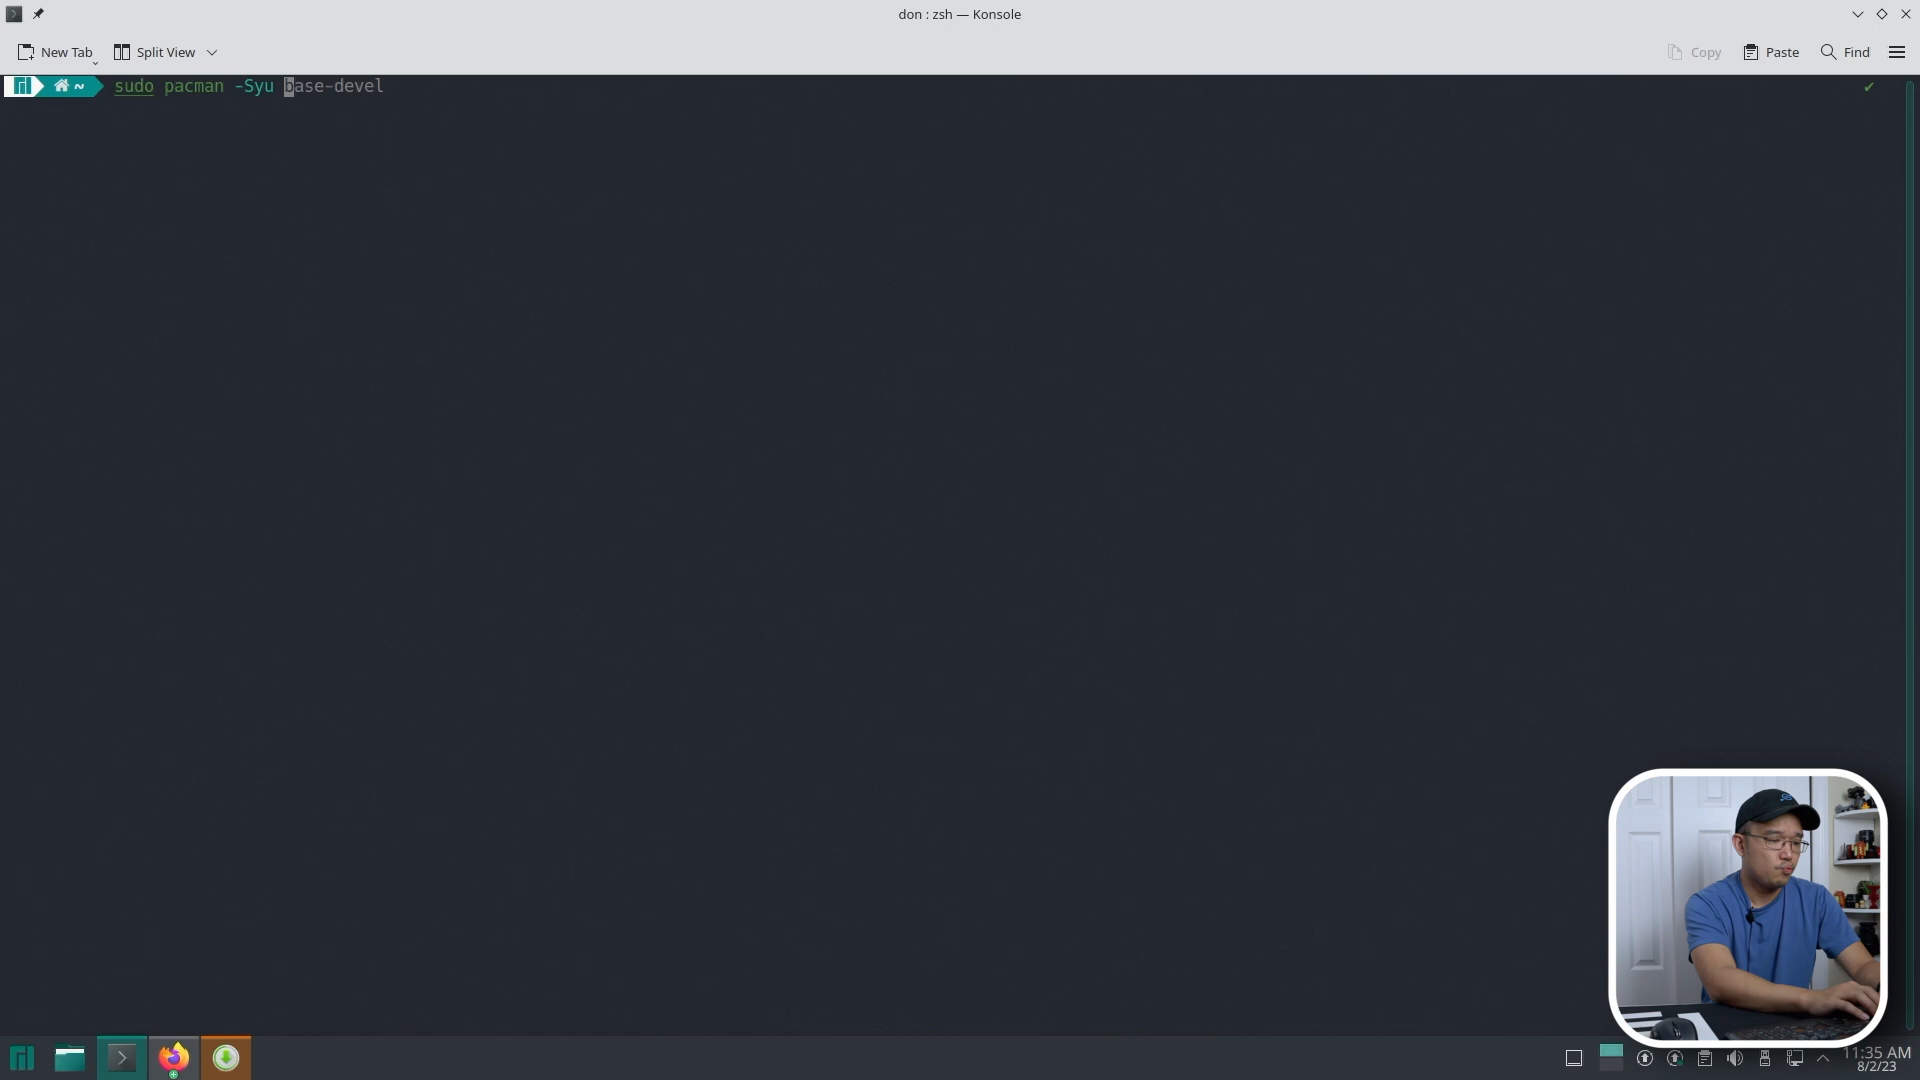 don : zsh — Konsole
New Tab
Split View
Copy
Paste
Find
~ sudo pacman -Syu base-devel
11:35 AM
8/2/23